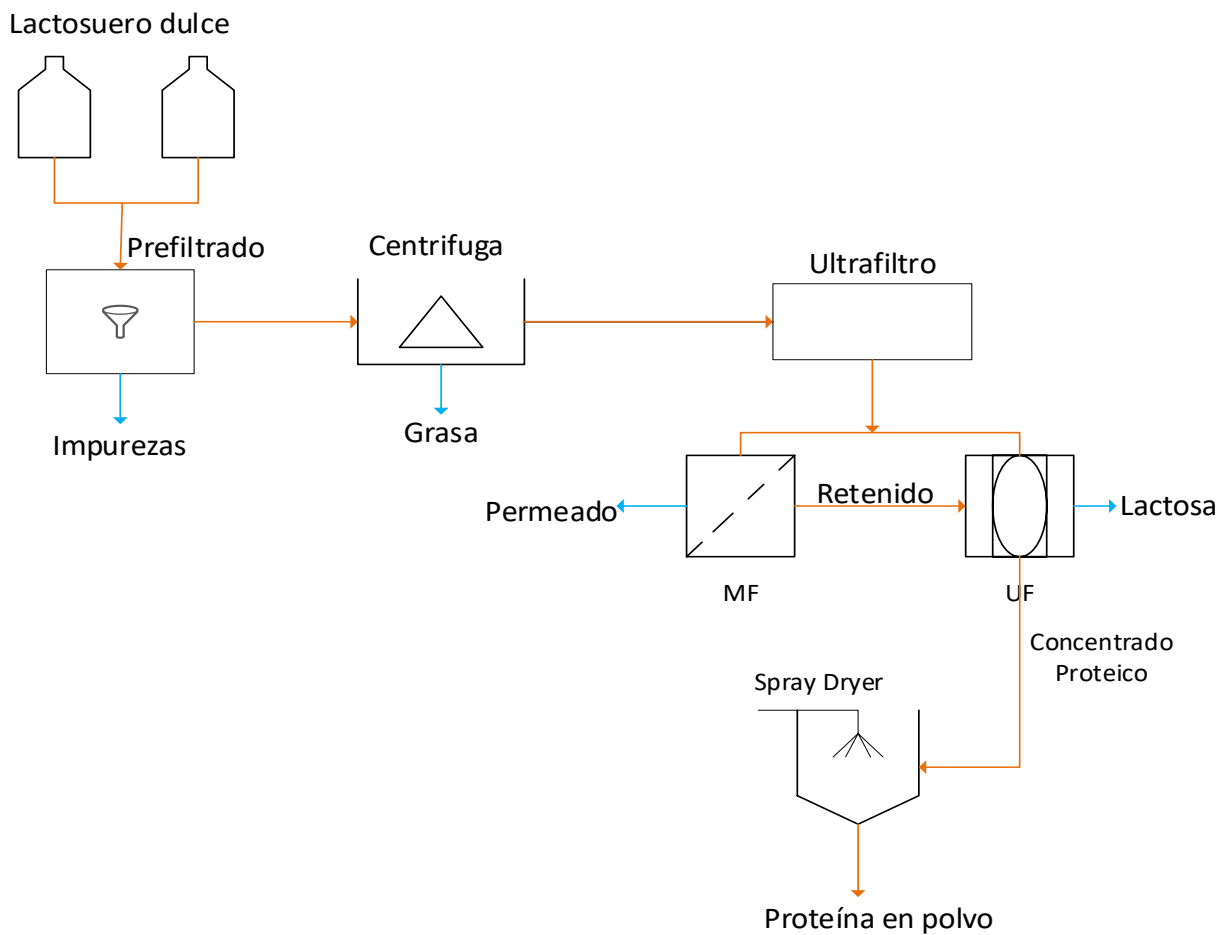 Lactosuero dulce
Prefiltrado
Centrifuga
Ultrafiltro
Impurezas
Grasa
Permeado
Retenido
Lactosa
MF
UF
Concentrado
Proteico
Spray Dryer
Proteína en polvo